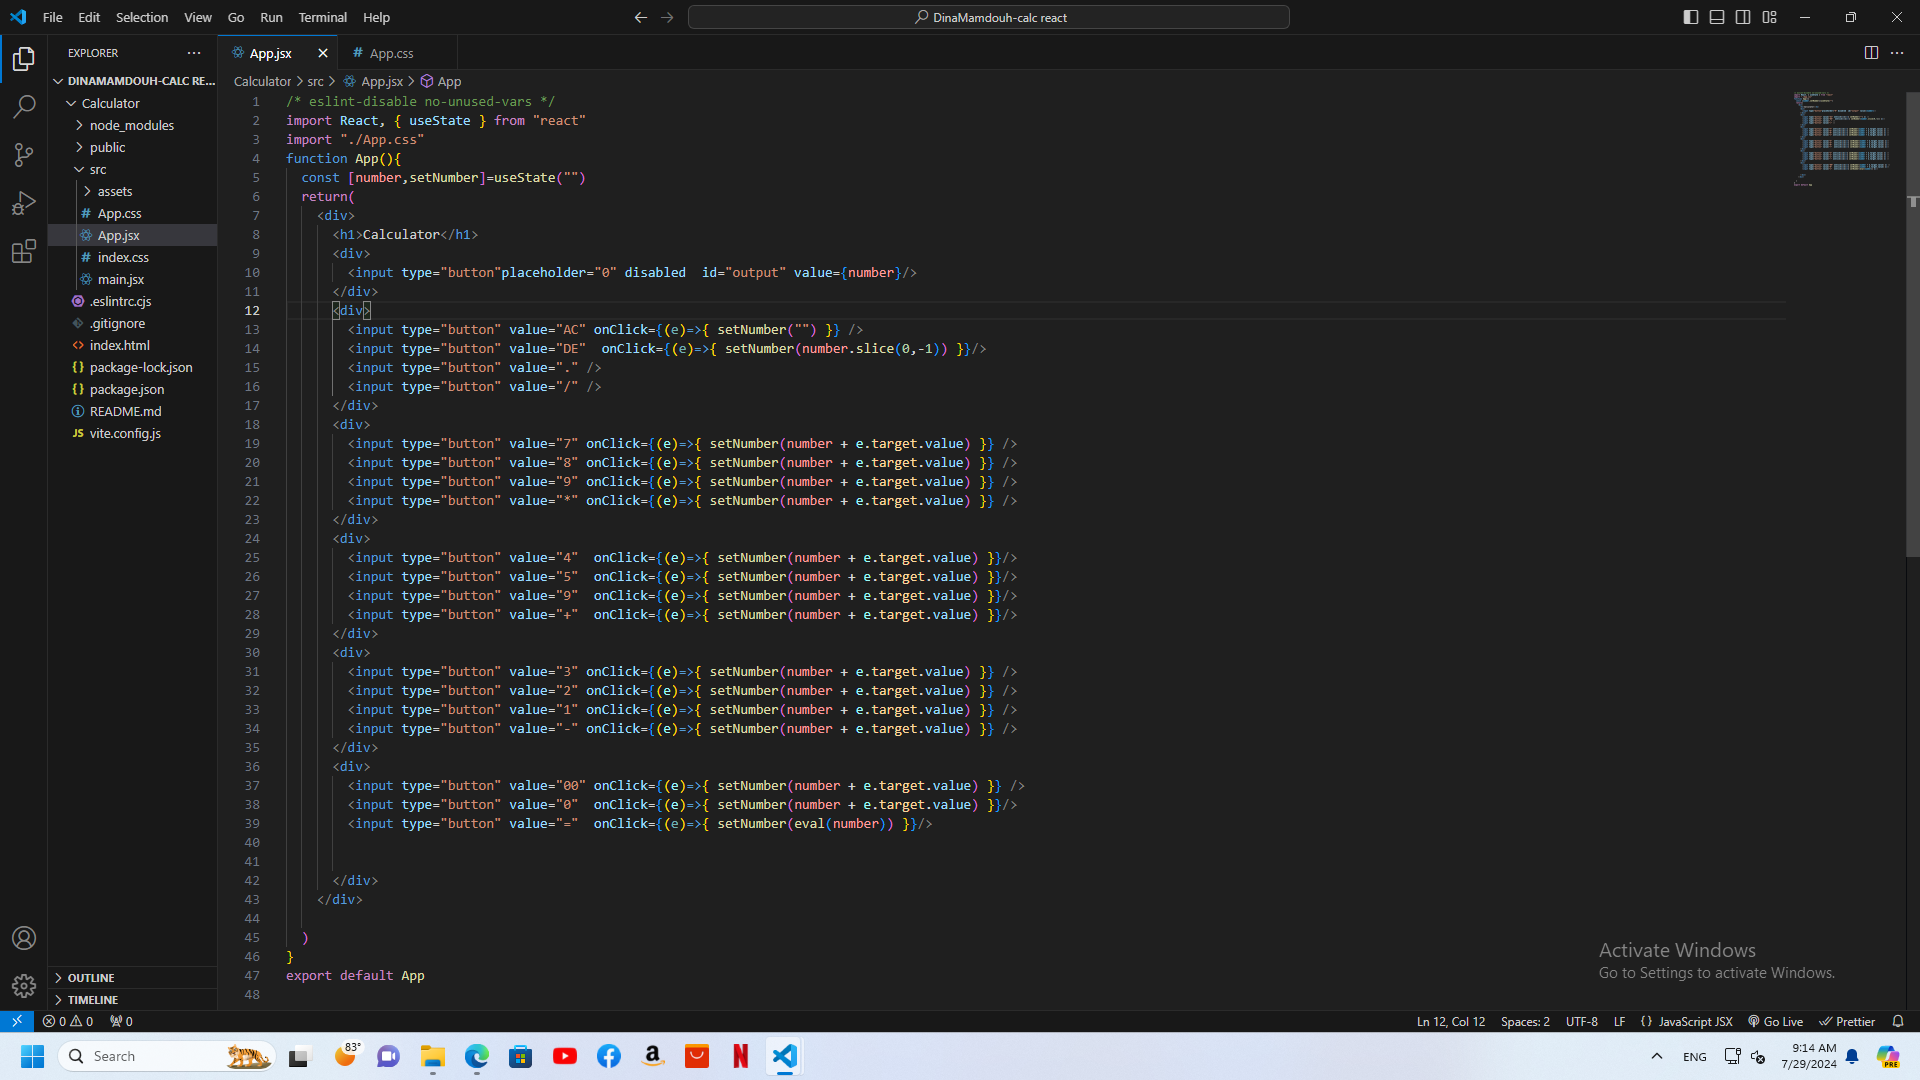 File Edit Selection View Go Run Terminal Help
DinaMamdouh-calc react
EXPLORER
App.jsx
App.css
DINAMAMDOUH-CALC RE...
Calculator
node_modules
public
src
assets
App.css
App.jsx
index.css
main.jsx
.eslintrc.cjs
.gitignore
index.html
package-lock.json
package.json
README.md
vite.config.js
OUTLINE
TIMELINE
Calculator > src > App.jsx > App
1 /* eslint-disable no-unused-vars */
2 import React, { useState } from "react"
3 import "./App.css"
4 function App(){
5 const [number,setNumber]=useState("")
6 return(
7 <div>
8 <h1>Calculator</h1>
9 <div>
10 <input type="button"placeholder="0" disabled  id="output" value={number}/>
11 </div>
12 <div>
13 <input type="button" value="AC" onClick={(e)=>{ setNumber("") }} />
14 <input type="button" value="DE"  onClick={(e)=>{ setNumber(number.slice(0,-1)) }}/>
15 <input type="button" value="." />
16 <input type="button" value="/" />
17 </div>
18 <div>
19 <input type="button" value="7" onClick={(e)=>{ setNumber(number + e.target.value) }} />
20 <input type="button" value="8" onClick={(e)=>{ setNumber(number + e.target.value) }} />
21 <input type="button" value="9" onClick={(e)=>{ setNumber(number + e.target.value) }} />
22 <input type="button" value="*" onClick={(e)=>{ setNumber(number + e.target.value) }} />
23 </div>
24 <div>
25 <input type="button" value="4"  onClick={(e)=>{ setNumber(number + e.target.value) }}/>
26 <input type="button" value="5"  onClick={(e)=>{ setNumber(number + e.target.value) }}/>
27 <input type="button" value="9"  onClick={(e)=>{ setNumber(number + e.target.value) }}/>
28 <input type="button" value="+"  onClick={(e)=>{ setNumber(number + e.target.value) }}/>
29 </div>
30 <div>
31 <input type="button" value="3" onClick={(e)=>{ setNumber(number + e.target.value) }} />
32 <input type="button" value="2" onClick={(e)=>{ setNumber(number + e.target.value) }} />
33 <input type="button" value="1" onClick={(e)=>{ setNumber(number + e.target.value) }} />
34 <input type="button" value="-" onClick={(e)=>{ setNumber(number + e.target.value) }} />
35 </div>
36 <div>
37 <input type="button" value="00" onClick={(e)=>{ setNumber(number + e.target.value) }} />
38 <input type="button" value="0"  onClick={(e)=>{ setNumber(number + e.target.value) }}/>
39 <input type="button" value="="  onClick={(e)=>{ setNumber(eval(number)) }}/>
40
41
42 </div>
43 </div>
44
45 )
46 }
47 export default App
48
Activate Windows
Go to Settings to activate Windows.
0 0 0
Ln 12, Col 12 Spaces: 2 UTF-8 LF {} JavaScript JSX Go Live Prettier
Search
83°
ENG
9:14 AM
7/29/2024
PRE